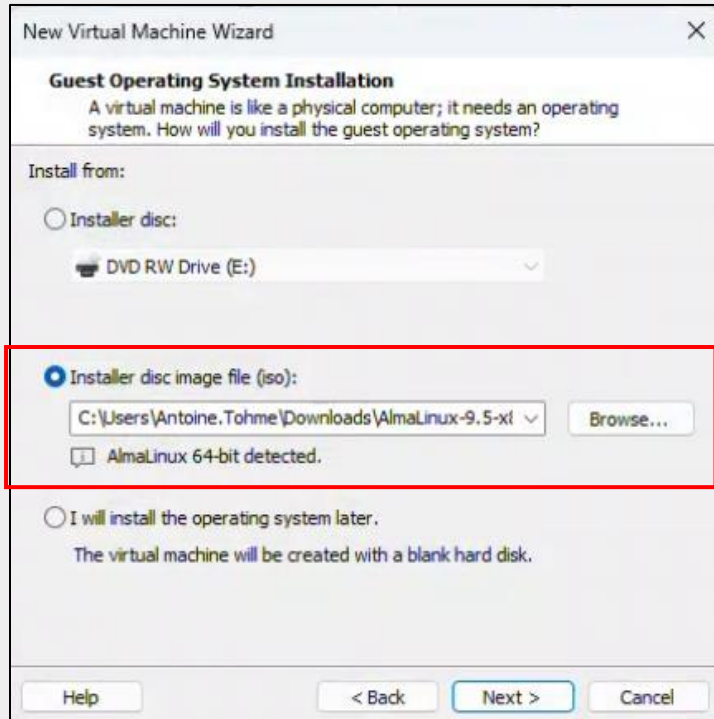 New Virtual Machine Wizard
Guest Operating System Installation
A virtual machine is like a physical computer; it needs an operating
system. How will you install the guest operating system?
Install from:
Installer disc:
DVD RW Drive (E:)
Installer disc image file (iso):
C:\Users\Antoine.Tohme\Downloads\AlmaLinux-9.5-x
Browse...
AlmaLinux 64-bit detected.
I will install the operating system later.
The virtual machine will be created with a blank hard disk.
Help
< Back
Next >
Cancel